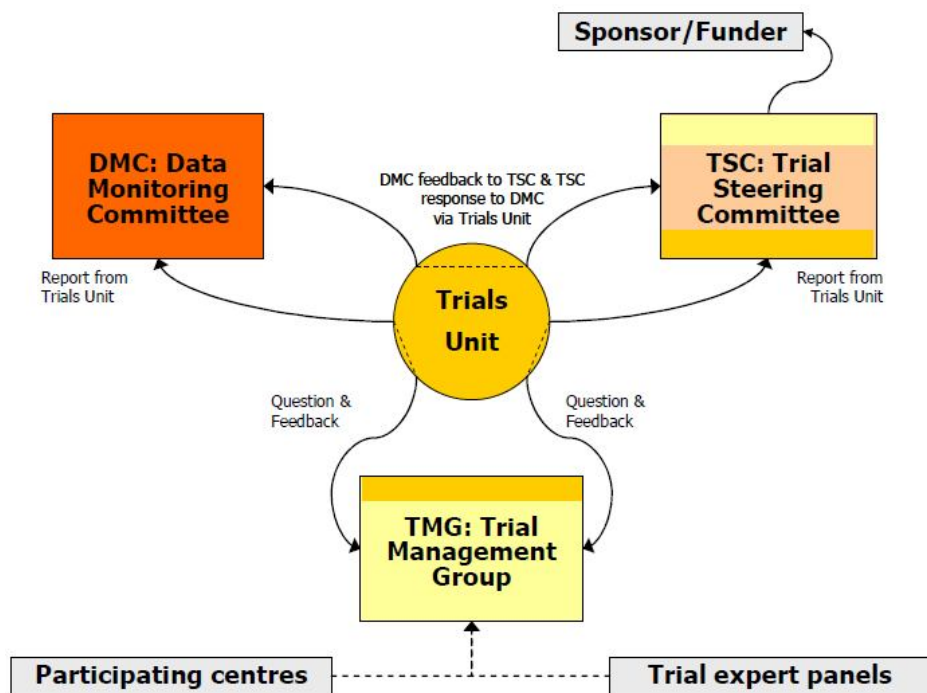 Sponsor/Funder
DMC: Data
Monitoring
Committee
DMC feedback to TSC & TSC
response to DMC
via Trials Unit
TSC: Trial
Steering
Committee
Report from
Trials Unit
Trials
Unit
Report from
Trials Unit
Question &
Feedback
Question &
Feedback
TMG: Trial
Management
Group
Participating centres
Trial expert panels